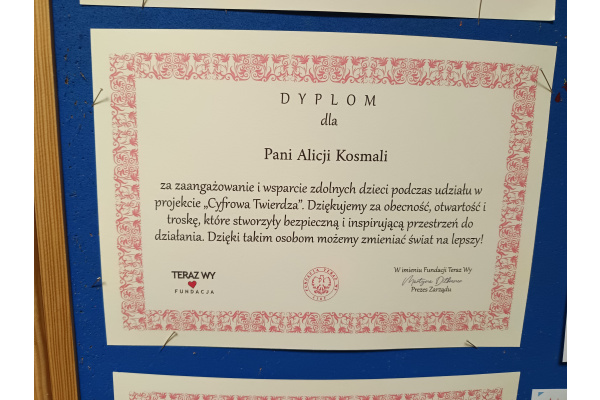 DYPLOM
dla
Pani Alicji Kosmali
za zaangażowanie i wsparcie zdolnych dzieci podczas udziału w
projekcie „Cyfrowa Twierdza”. Dziękujemy za obecność, otwartość i
troskę, które stworzyły bezpieczną i inspirującą przestrzeń do
działania. Dzięki takim osobom możemy zmieniać świat na lepszy!
TERAZ WY
FUNDACJA
W imieniu Fundacji Teraz Wy
Prezes Zarządu